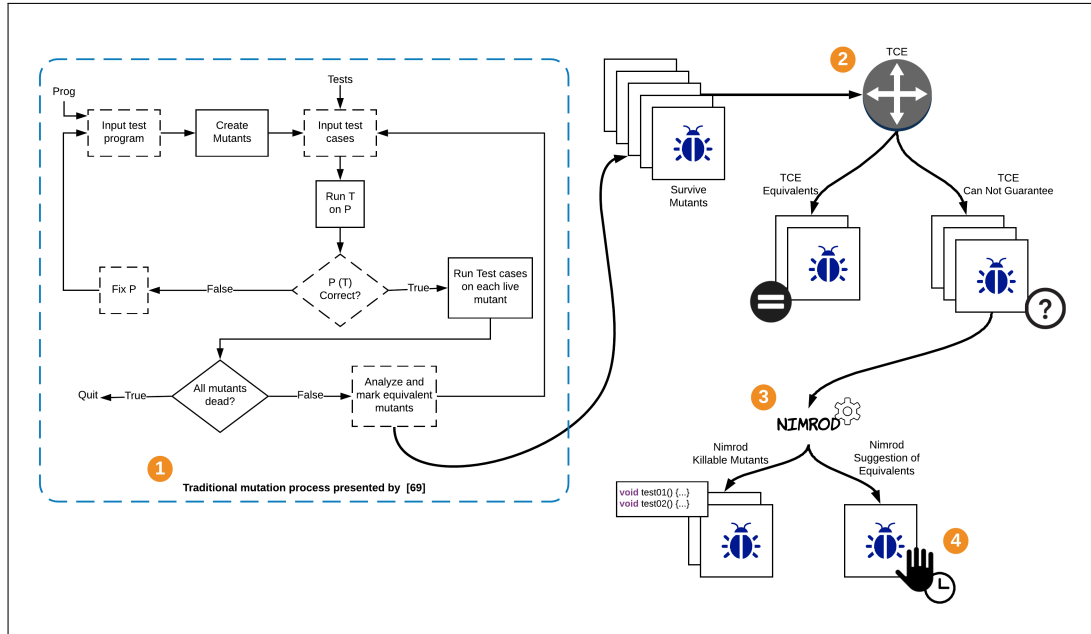 Prog
Tests
Input test
program
Create
Mutants
Input test
cases
Run T
on P
P (T)
Correct?
False
Fix P
True
Run Test cases
on each live
mutant
All mutants
dead?
True
Quit
False
Analyze and
mark equivalent
mutants
1
Traditional mutation process presented by [69]
Survive
Mutants
2
TCE
TCE
Equivalents
TCE
Can Not Guarantee
=
?
3
NIMROD
Nimrod
Killable Mutants
Nimrod
Suggestion of
Equivalents
void test01() {...}
void test02() {...}
4